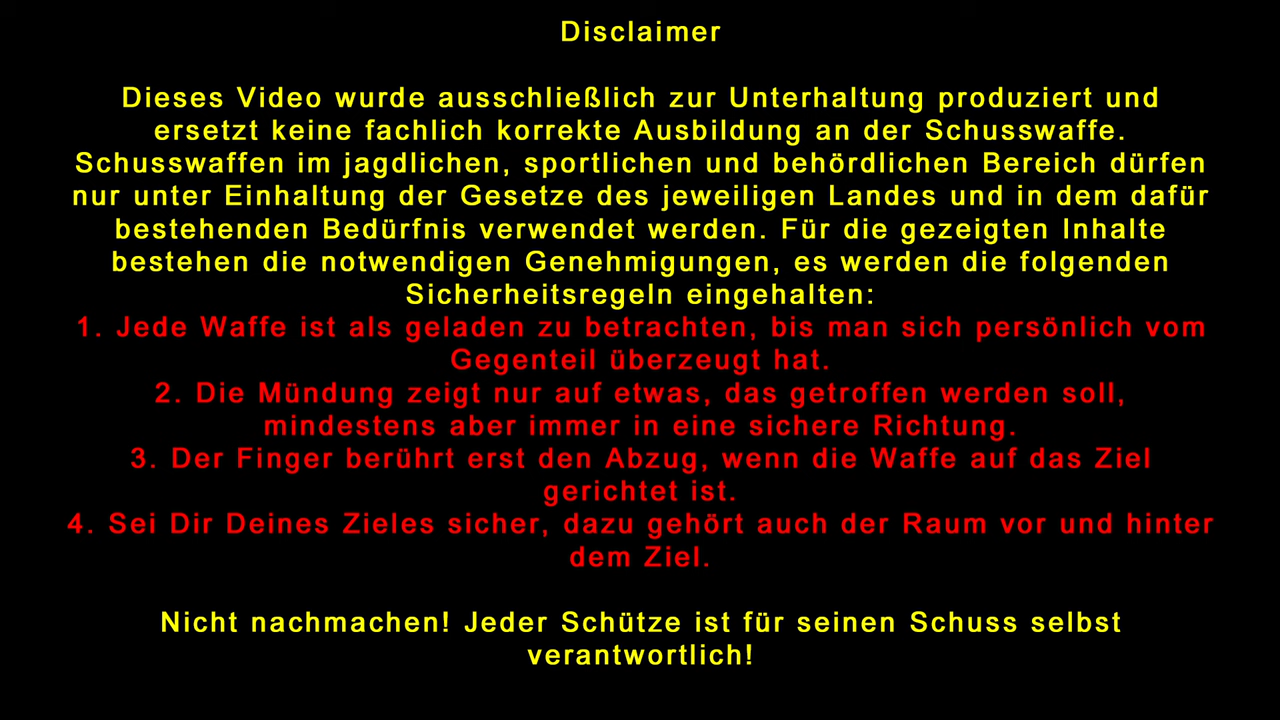 Disclaimer
Dieses Video wurde ausschließlich zur Unterhaltung produziert und
ersetzt keine fachlich korrekte Ausbildung an der Schusswaffe.
Schusswaffen im jagdlichen, sportlichen und behördlichen Bereich dürfen
nur unter Einhaltung der Gesetze des jeweiligen Landes und in dem dafür
bestehenden Bedürfnis verwendet werden. Für die gezeigten Inhalte
bestehen die notwendigen Genehmigungen, es werden die folgenden
Sicherheitsregeln eingehalten:
1. Jede Waffe ist als geladen zu betrachten, bis man sich persönlich vom
Gegenteil überzeugt hat.
2. Die Mündung zeigt nur auf etwas, das getroffen werden soll,
mindestens aber immer in eine sichere Richtung.
3. Der Finger berührt erst den Abzug, wenn die Waffe auf das Ziel
gerichtet ist.
4. Sei Dir Deines Zieles sicher, dazu gehört auch der Raum vor und hinter
dem Ziel.
Nicht nachmachen! Jeder Schütze ist für seinen Schuss selbst
verantwortlich!